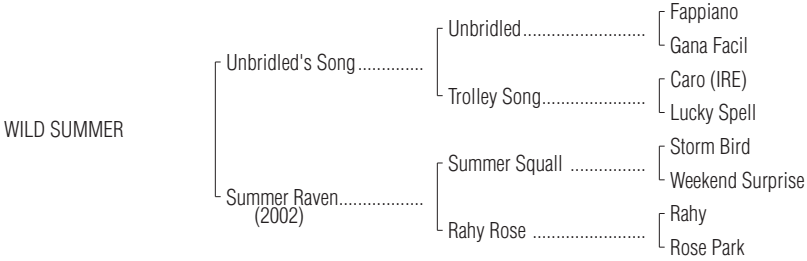 Fappiano
Unbridled..........................
Gana Facil
Unbridled's Song..............
Caro (IRE)
Trolley Song......................
Lucky Spell
WILD SUMMER
Storm Bird
Summer Squall ................
Weekend Surprise
Summer Raven..................
(2002)
Rahy
Rahy Rose ........................
Rose Park